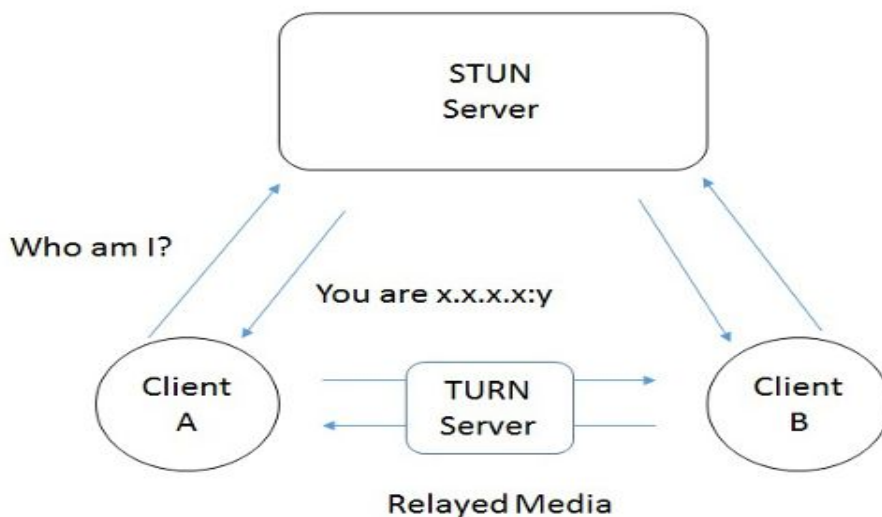 STUN
Server
Who am I?
You are x.x.x.x:y
Client
A
TURN
Server
Client
B
Relayed Media